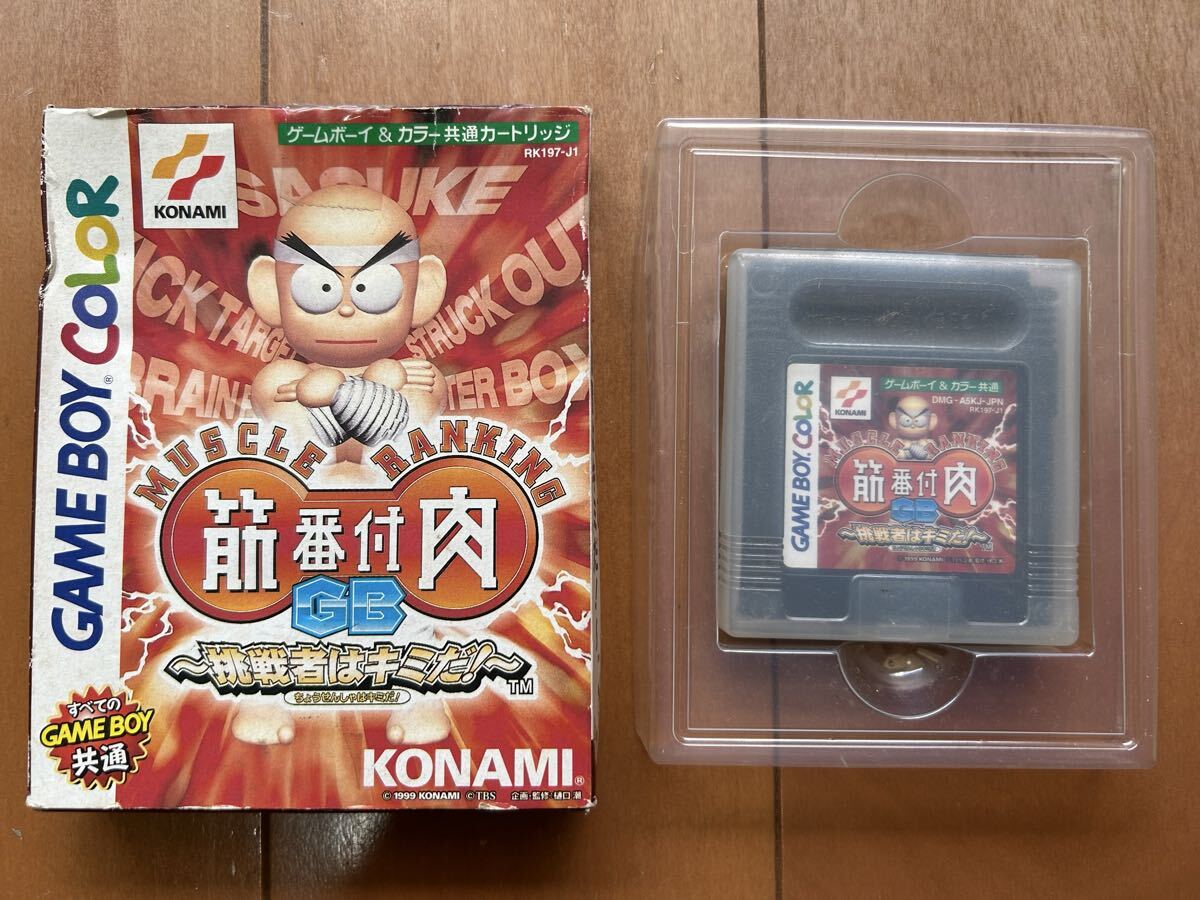 ゲームボーイ & カラー共通カートリッジ
RK197-J1
KONAMI
GAME BOY COLOR
SASUKE
STRUCK OUT
MUSCLE RANKING
筋肉番付
GB
〜挑戦者はキミだ!〜
TM
ちょうせんしゃはキミだ!
すべての
GAME BOY
共通
KONAMI®
© 1999 KONAMI © TBS 企画・監修:樋口 潮
GAME BOY COLOR
KONAMI
ゲームボーイ & カラー共通
DMG-A5KJ-JPN
RK197-J1
MUSCLE RANKING
筋肉番付
GB
〜挑戦者はキミだ!〜
TM
©1999 KONAMI